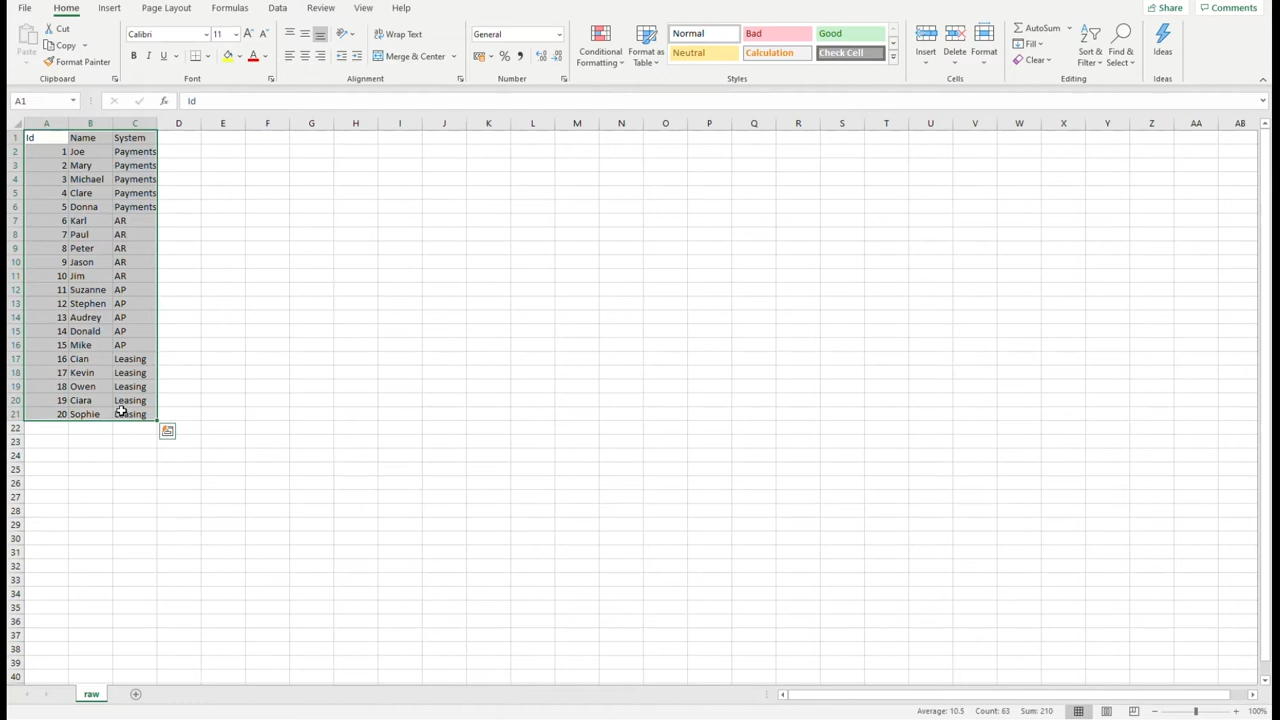 File Home Insert Page Layout Formulas Data Review View Help Share Comments
Paste Cut Copy Format Painter Clipboard
Calibri 11 A A B I U A Font
Wrap Text Merge & Center Alignment
General % , Number
Conditional Formatting Format as Table Normal Bad Good Neutral Calculation Check Cell Styles
Insert Delete Format Cells
AutoSum Fill Clear Sort & Filter Find & Select Editing
Ideas Ideas
A1 fx Id
A B C D E F G H I J K L M N O P Q R S T U V W X Y Z AA AB
1 Id Name System
2 1 Joe Payments
3 2 Mary Payments
4 3 Michael Payments
5 4 Clare Payments
6 5 Donna Payments
7 6 Karl AR
8 7 Paul AR
9 8 Peter AR
10 9 Jason AR
11 10 Jim AR
12 11 Suzanne AP
13 12 Stephen AP
14 13 Audrey AP
15 14 Donald AP
16 15 Mike AP
17 16 Cian Leasing
18 17 Kevin Leasing
19 18 Owen Leasing
20 19 Ciara Leasing
21 20 Sophie Leasing
22
23
24
25
26
27
28
29
30
31
32
33
34
35
36
37
38
39
40
raw
Average: 10.5 Count: 63 Sum: 210 100%